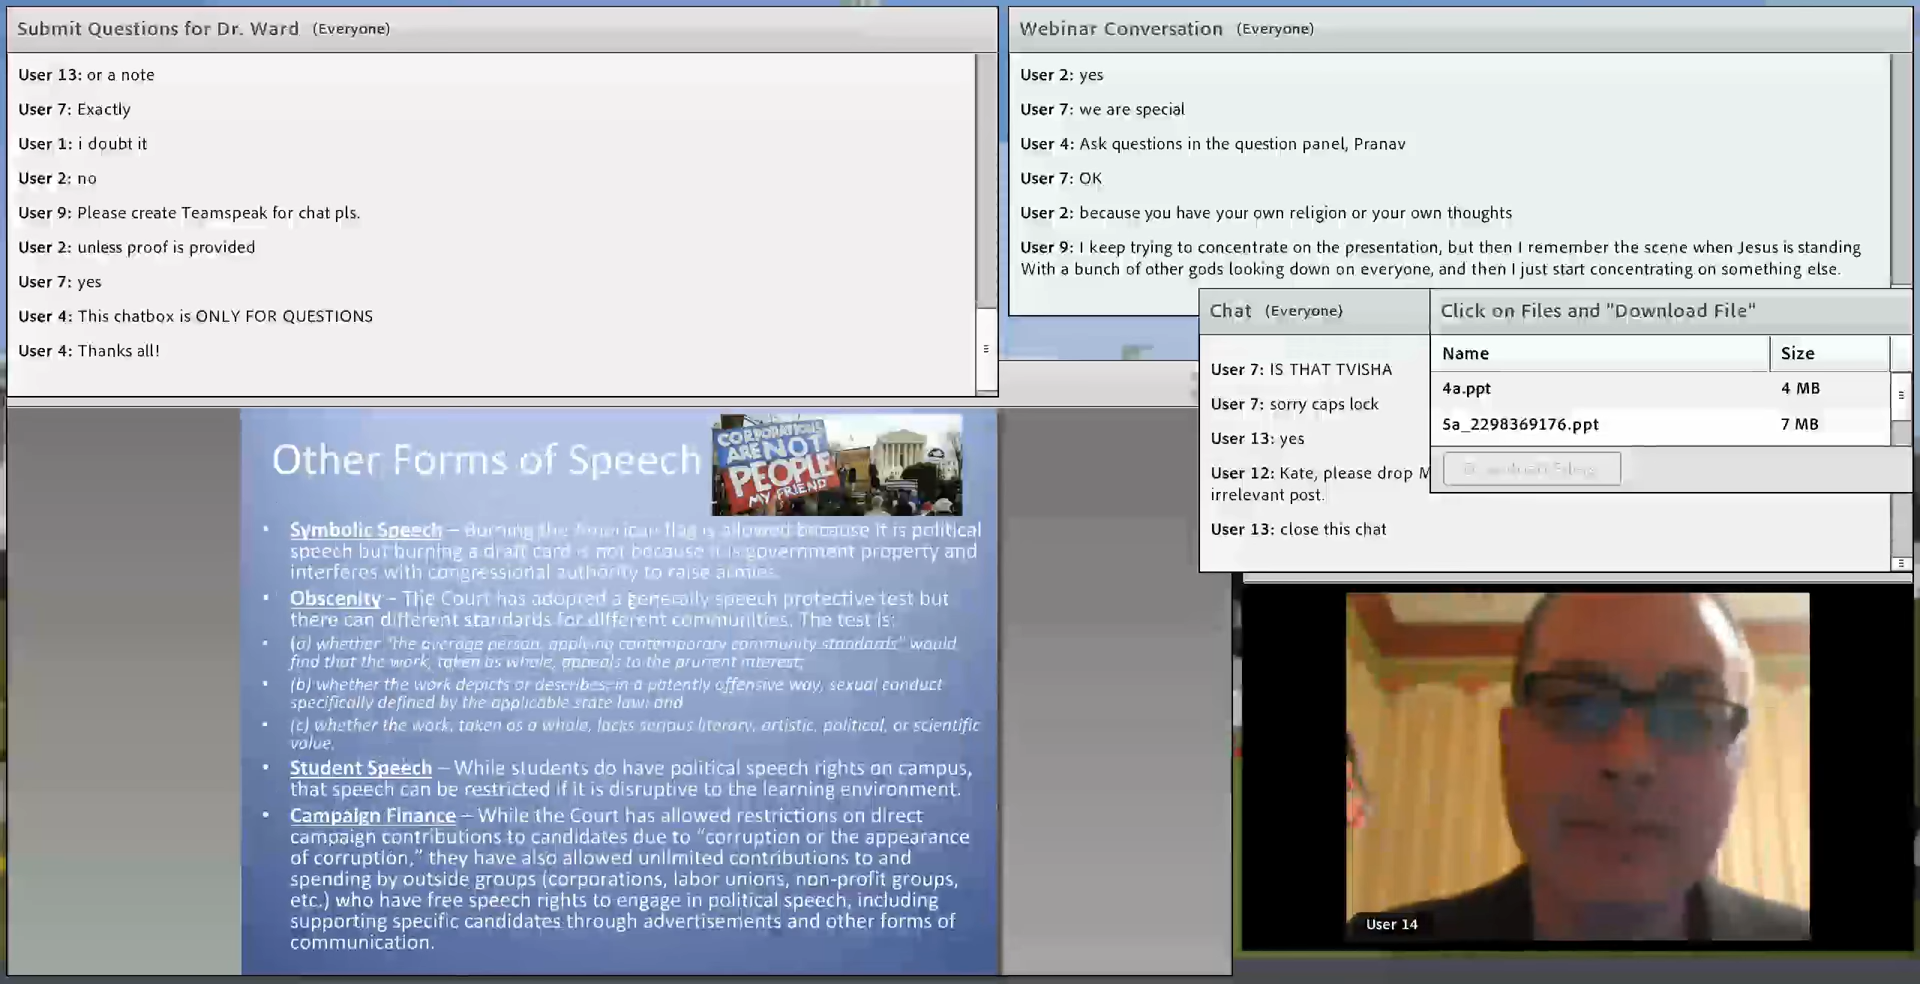 Submit Questions for Dr. Ward (Everyone)
User 13: or a note
User 7: Exactly
User 1: i doubt it
User 2: no
User 9: Please create Teamspeak for chat pls.
User 2: unless proof is provided
User 7: yes
User 4: This chatbox is ONLY FOR QUESTIONS
User 4: Thanks all!
Webinar Conversation (Everyone)
User 2: yes
User 7: we are special
User 4: Ask questions in the question panel, Pranav
User 7: OK
User 2: because you have your own religion or your own thoughts
User 9: I keep trying to concentrate on the presentation, but then I remember the scene when Jesus is standing
With a bunch of other gods looking down on everyone, and then I just start concentrating on something else.
Chat (Everyone)
User 7: IS THAT TVISHA
User 7: sorry caps lock
User 13: yes
User 12: Kate, please drop M
irrelevant post.
User 13: close this chat
Click on Files and "Download File"
Name Size
4a.ppt 4 MB
5a_2298369176.ppt 7 MB
Other Forms of Speech
CORPORATIONS
ARE NOT
PEOPLE
MY FRIEND
• Symbolic Speech – Burning the American flag is allowed because it is political
speech but burning a draft card is not because it is government property and
interferes with congressional authority to raise armies.
• Obscenity – The Court has adopted a generally speech protective test but
there can different standards for different communities. The test is:
• (a) whether "the average person, applying contemporary community standards" would
find that the work, taken as whole, appeals to the prurient interest;
• (b) whether the work depicts or describes, in a patently offensive way, sexual conduct
specifically defined by the applicable state law; and
• (c) whether the work, taken as a whole, lacks serious literary, artistic, political, or scientific
value.
• Student Speech – While students do have political speech rights on campus,
that speech can be restricted if it is disruptive to the learning environment.
• Campaign Finance – While the Court has allowed restrictions on direct
campaign contributions to candidates due to "corruption or the appearance
of corruption," they have also allowed unlimited contributions to and
spending by outside groups (corporations, labor unions, non-profit groups,
etc.) who have free speech rights to engage in political speech, including
supporting specific candidates through advertisements and other forms of
communication.
User 14